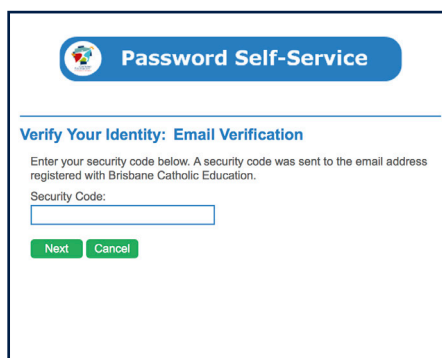 Password Self-Service
Verify Your Identity: Email Verification
Enter your security code below. A security code was sent to the email address
registered with Brisbane Catholic Education.
Security Code:
Next Cancel